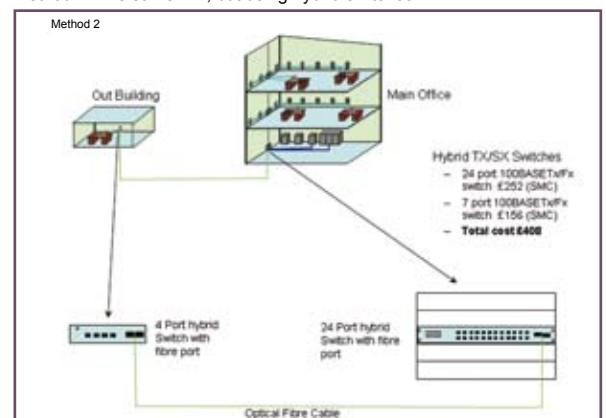 Method 2
Out Building
Main Office
Hybrid TX/SX Switches
– 24 port 100BASETx/Fx
switch £252 (SMC)
– 7 port 100BASETx/Fx
switch £156 (SMC)
– Total cost £408
4 Port hybrid
Switch with
fibre port
24 Port hybrid
Switch with fibre
port
Optical Fibre Cable